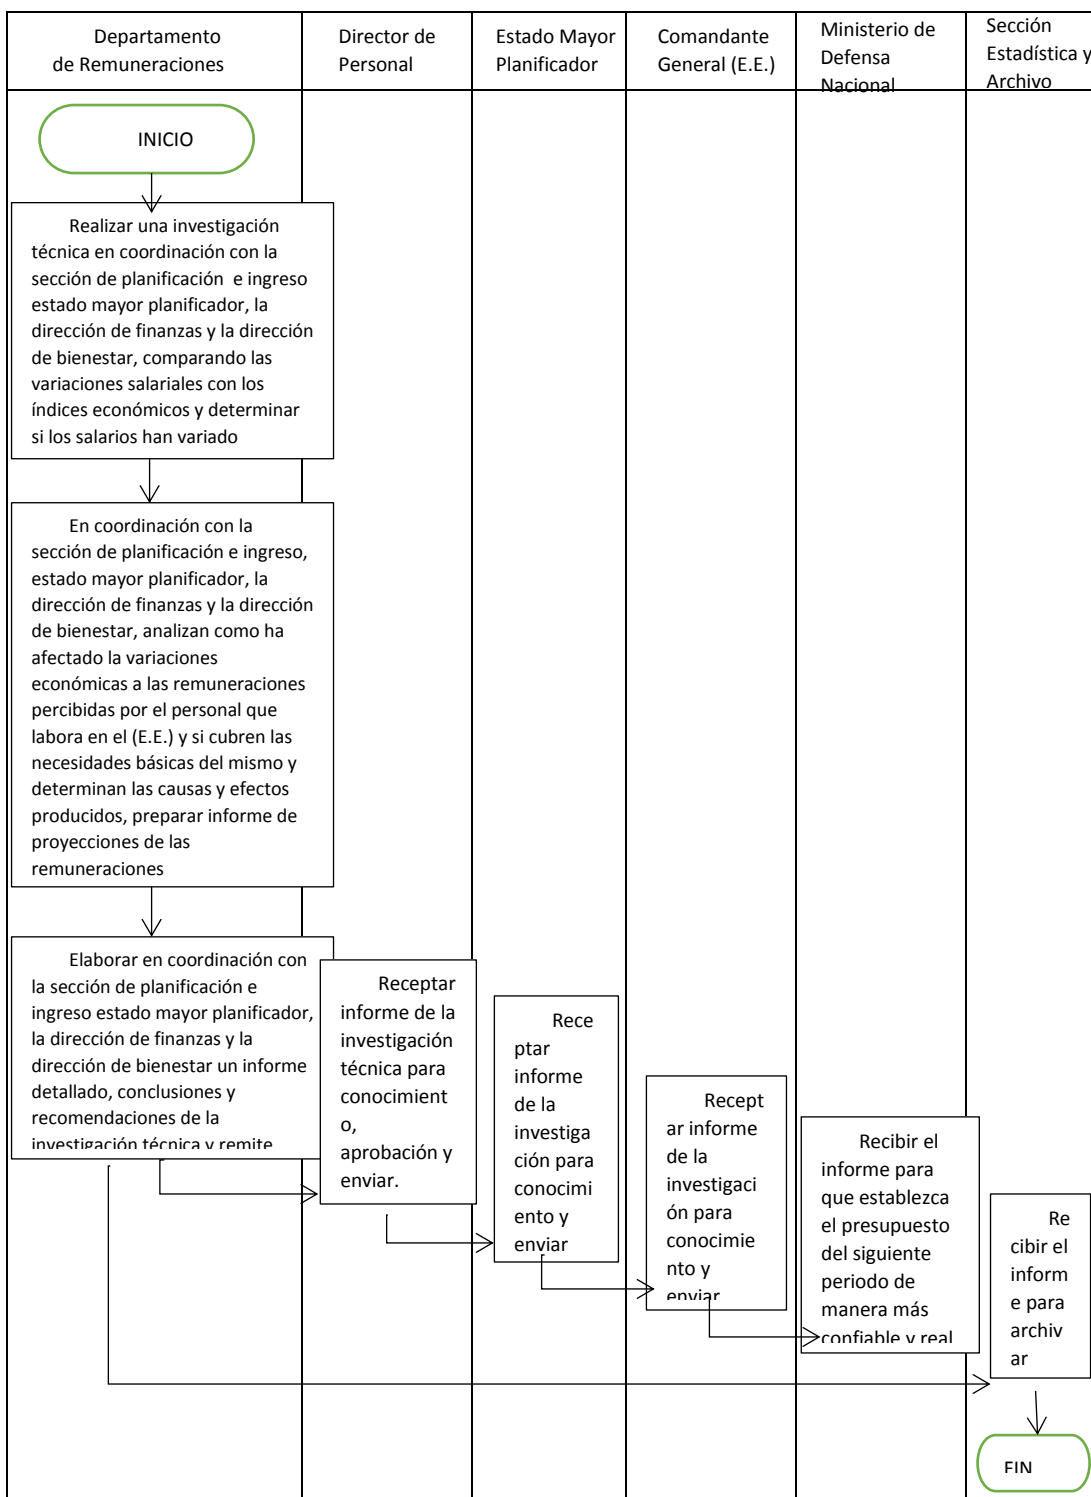 Departamento
de Remuneraciones
Director de
Personal
Estado Mayor
Planificador
Comandante
General (E.E.)
Ministerio de
Defensa
Nacional
Sección
Estadística y
Archivo
INICIO
Realizar una investigación
técnica en coordinación con la
sección de planificación e ingreso
estado mayor planificador, la
dirección de finanzas y la dirección
de bienestar, comparando las
variaciones salariales con los
índices económicos y determinar
si los salarios han variado
En coordinación con la
sección de planificación e ingreso,
estado mayor planificador, la
dirección de finanzas y la dirección
de bienestar, analizan como ha
afectado la variaciones
económicas a las remuneraciones
percibidas por el personal que
labora en el (E.E.) y si cubren las
necesidades básicas del mismo y
determinan las causas y efectos
producidos, preparar informe de
proyecciones de las
remuneraciones
Elaborar en coordinación con
la sección de planificación e
ingreso estado mayor planificador,
la dirección de finanzas y la
dirección de bienestar un informe
detallado, conclusiones y
recomendaciones de la
investigación técnica y remite
Receptar
informe de la
investigación
técnica para
conocimient
o,
aprobación y
enviar.
Rece
ptar
informe
de la
investiga
ción para
conocimi
ento y
enviar
Recept
ar informe
de la
investigaci
ón para
conocimie
nto y
enviar
Recibir el
informe para
que establezca
el presupuesto
del siguiente
periodo de
manera más
confiable y real
Re
cibir el
inform
e para
archiv
ar
FIN